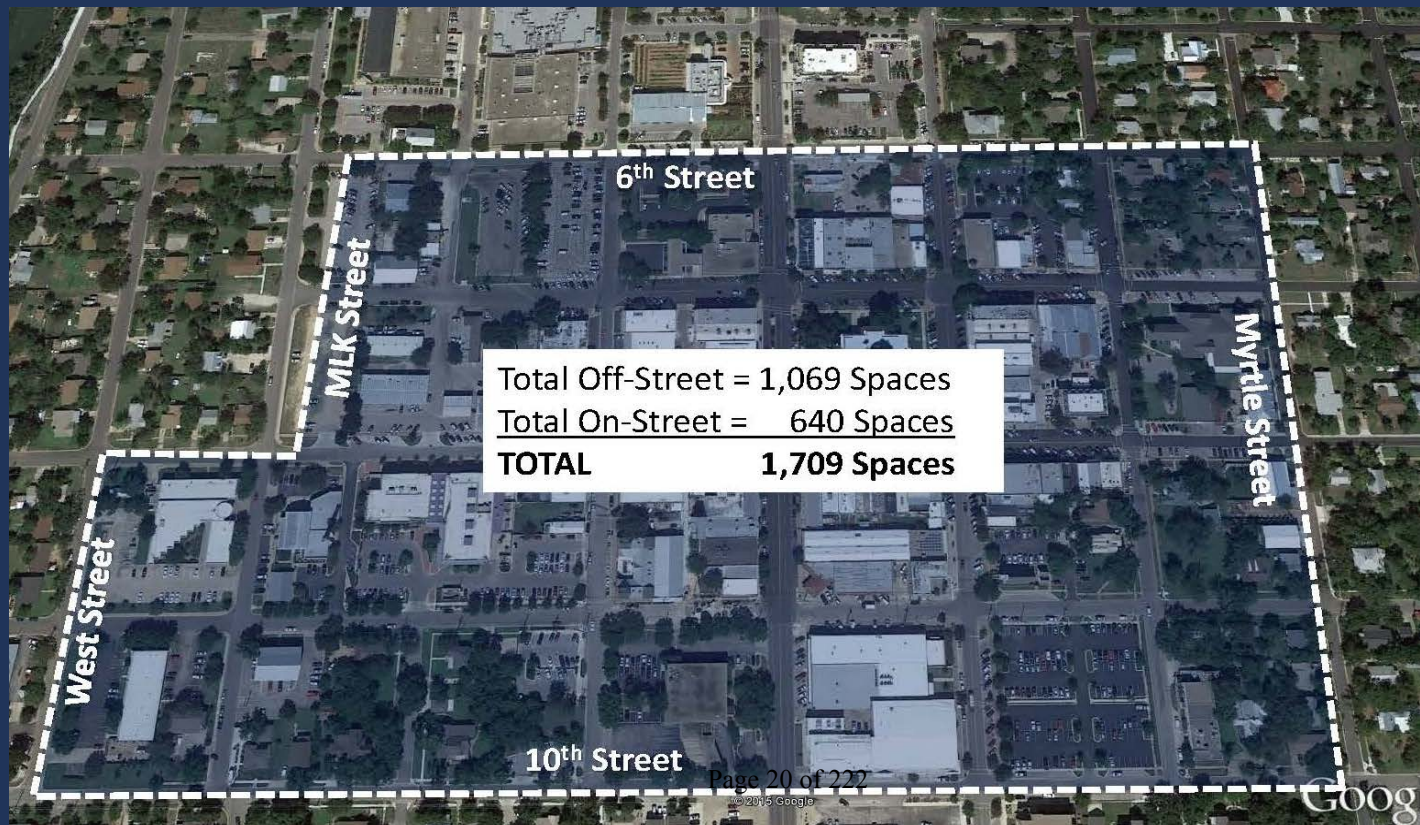 6th Street
MLK Street
Total Off-Street = 1,069 Spaces
Total On-Street = 640 Spaces
TOTAL 1,709 Spaces
Myrtle Street
West Street
10th Street
Page 20 of 222
© 2015 Google
Goog